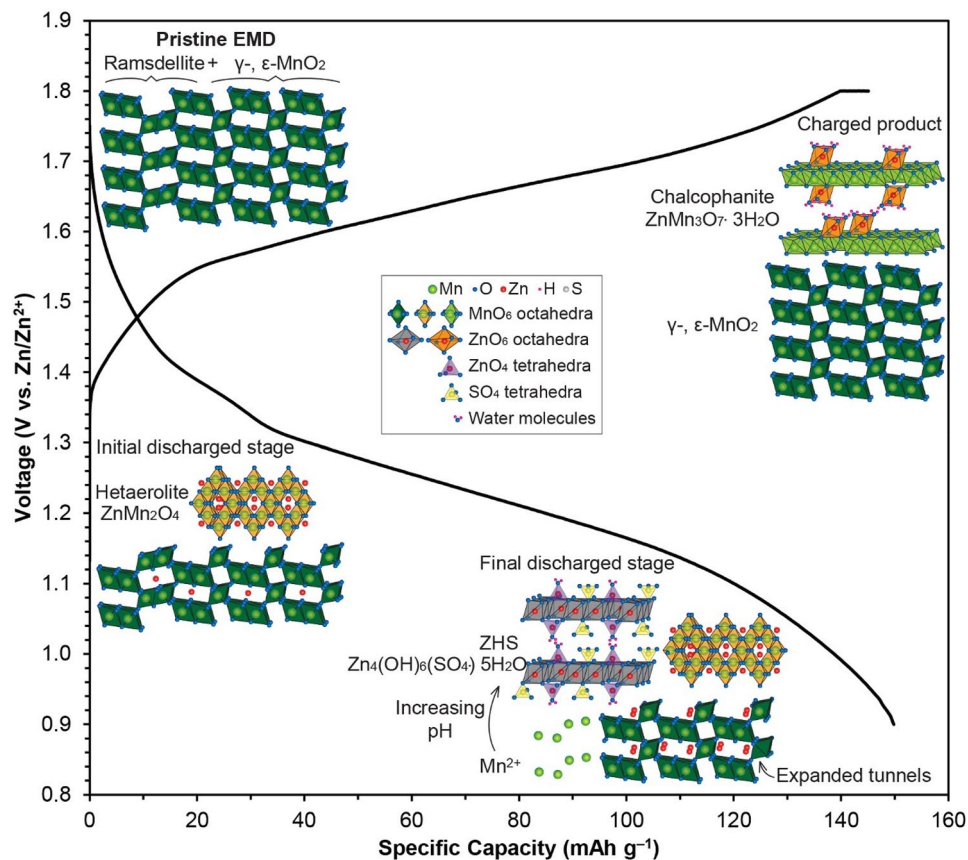 Pristine EMD
Ramsdellite + γ-, ε-MnO₂
Charged product
Chalcophanite
ZnMn₃O₇· 3H₂O
γ-, ε-MnO₂
Mn O Zn H S
MnO₆ octahedra
ZnO₆ octahedra
ZnO₄ tetrahedra
SO₄ tetrahedra
Water molecules
Initial discharged stage
Hetaerolite
ZnMn₂O₄
Final discharged stage
ZHS
Zn₄(OH)₆(SO₄·) 5H₂O
Increasing
pH
Mn²⁺
Expanded tunnels
Voltage (V vs. Zn/Zn²⁺)
1.9
1.8
1.7
1.6
1.5
1.4
1.3
1.2
1.1
1.0
0.9
0.8
0 20 40 60 80 100 120 140 160
Specific Capacity (mAh g⁻¹)